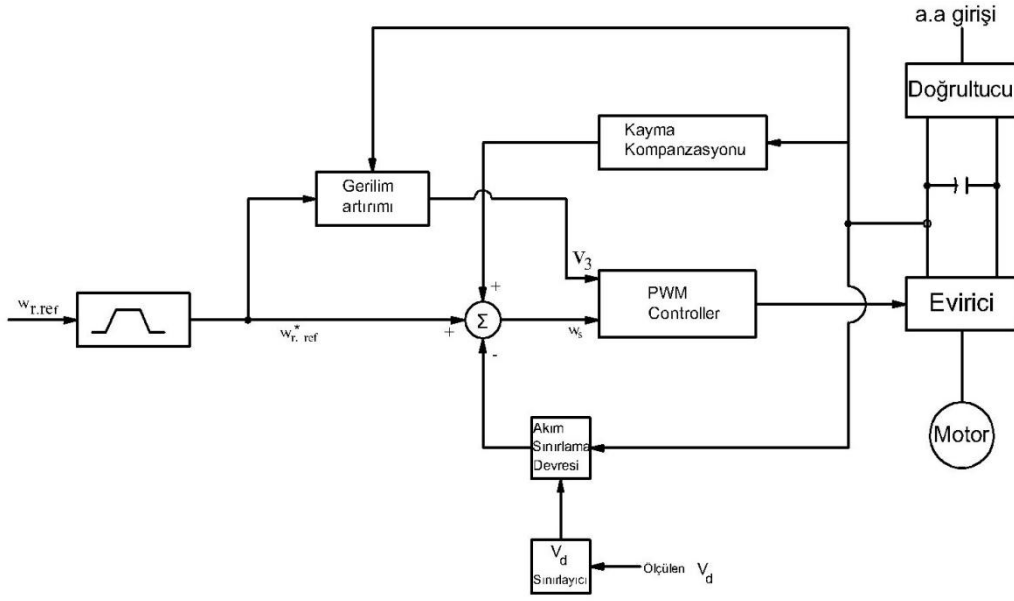 a.a girişi
Doğrultucu
Kayma
Kompanzasyonu
Gerilim
artırımı
V3
PWM
Controller
Evirici
wr.ref
+
Σ
+
w*r. ref
ws
-
Akım
Sınırlama
Devresi
Motor
Vd
Sınırlayıcı
Ölçülen Vd